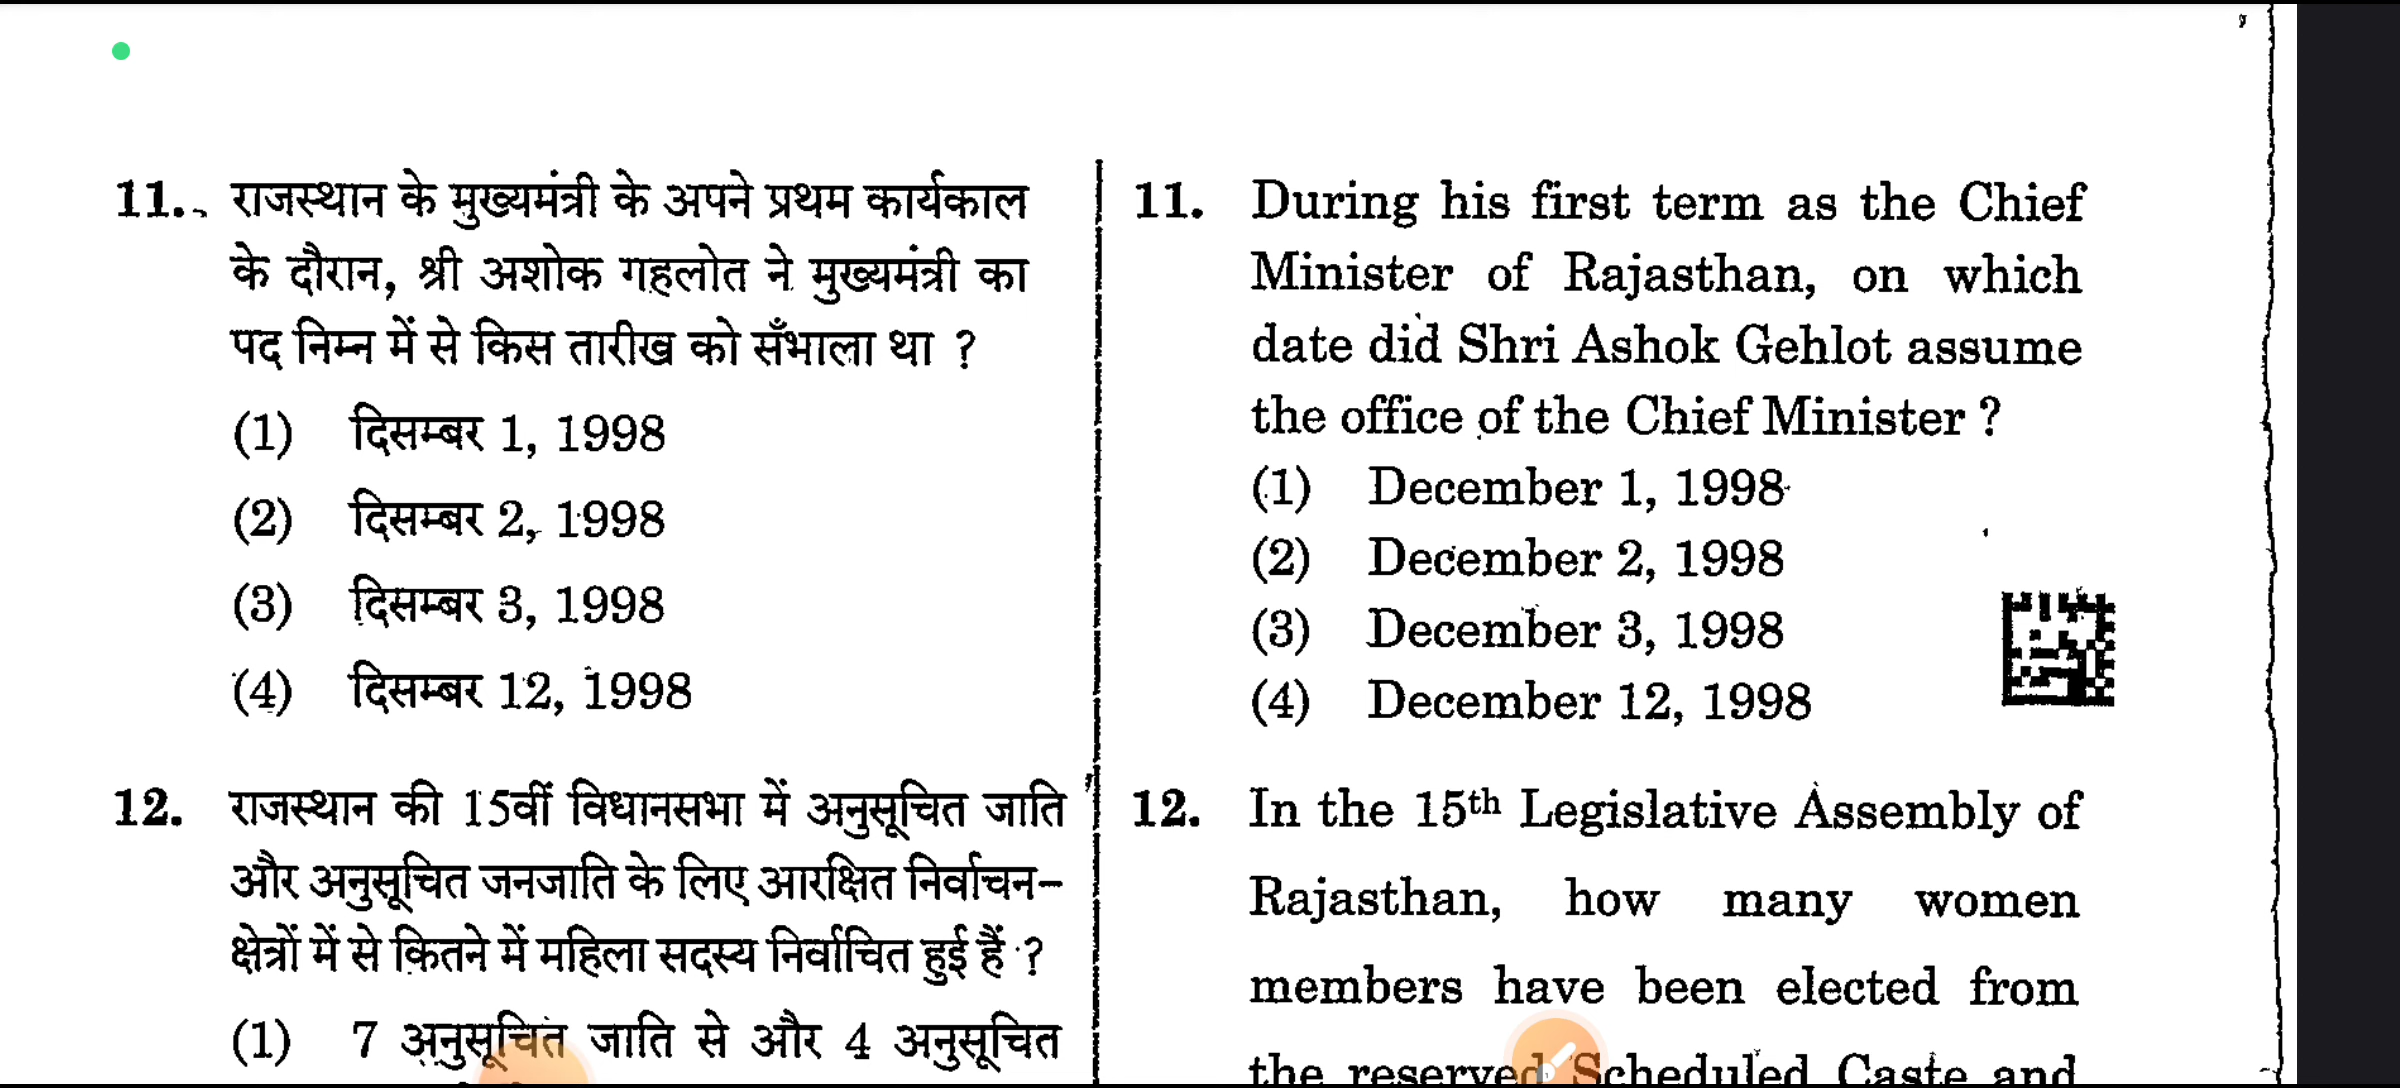 11. राजस्थान के मुख्यमंत्री के अपने प्रथम कार्यकाल
के दौरान, श्री अशोक गहलोत ने मुख्यमंत्री का
पद निम्न में से किस तारीख को सँभाला था ?
(1) दिसम्बर 1, 1998
(2) दिसम्बर 2, 1998
(3) दिसम्बर 3, 1998
(4) दिसम्बर 12, 1998
12. राजस्थान की 15वीं विधानसभा में अनुसूचित जाति
और अनुसूचित जनजाति के लिए आरक्षित निर्वाचन-
क्षेत्रों में से कितने में महिला सदस्य निर्वाचित हुई हैं ?
(1) 7 अनुसूचित जाति से और 4 अनुसूचित
11. During his first term as the Chief
Minister of Rajasthan, on which
date did Shri Ashok Gehlot assume
the office of the Chief Minister ?
(1) December 1, 1998
(2) December 2, 1998
(3) December 3, 1998
(4) December 12, 1998
12. In the 15th Legislative Assembly of
Rajasthan, how many women
members have been elected from
the reserved Scheduled Caste and